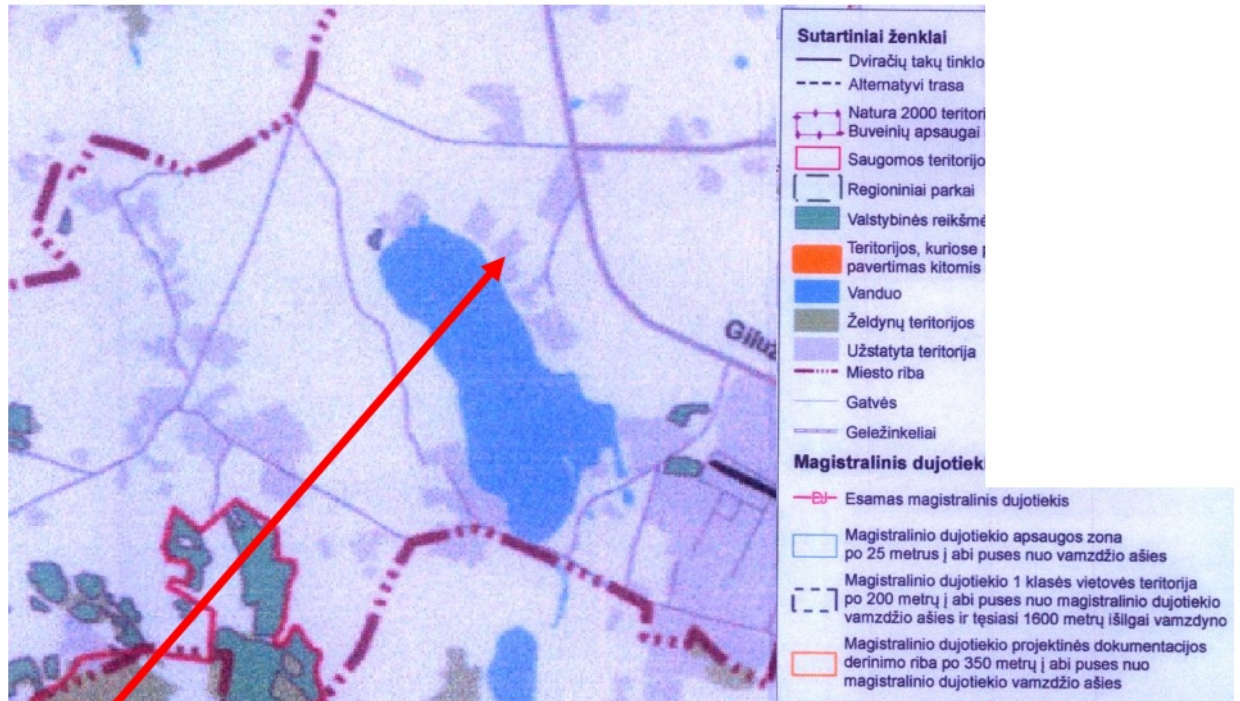 Sutartiniai ženklai
Dviračių takų tinklo
Alternatyvi trasa
Natura 2000 teritori
Buveinių apsaugai
Saugomos teritorijo
Regioniniai parkai
Valstybinės reikšmė
Teritorijos, kuriose p
pavertimas kitomis
Vanduo
Želdynų teritorijos
Užstatyta teritorija
Miesto riba
Gatvės
Geležinkeliai
Magistralinis dujotieki
Esamas magistralinis dujotiekis
Magistralinio dujotiekio apsaugos zona
po 25 metrus į abi puses nuo vamzdžio ašies
Magistralinio dujotiekio 1 klasės vietovės teritorija
po 200 metrų į abi puses nuo magistralinio dujotiekio
vamzdžio ašies ir tęsiasi 1600 metrų išilgai vamzdyno
Magistralinio dujotiekio projektinės dokumentacijos
derinimo riba po 350 metrų į abi puses nuo
magistralinio dujotiekio vamzdžio ašies
Giluž